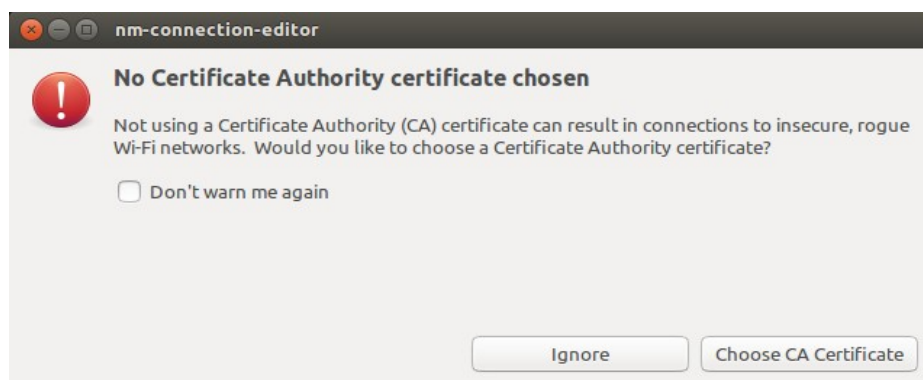 nm-connection-editor
No Certificate Authority certificate chosen
Not using a Certificate Authority (CA) certificate can result in connections to insecure, rogue
Wi-Fi networks.  Would you like to choose a Certificate Authority certificate?
Don't warn me again
Ignore
Choose CA Certificate